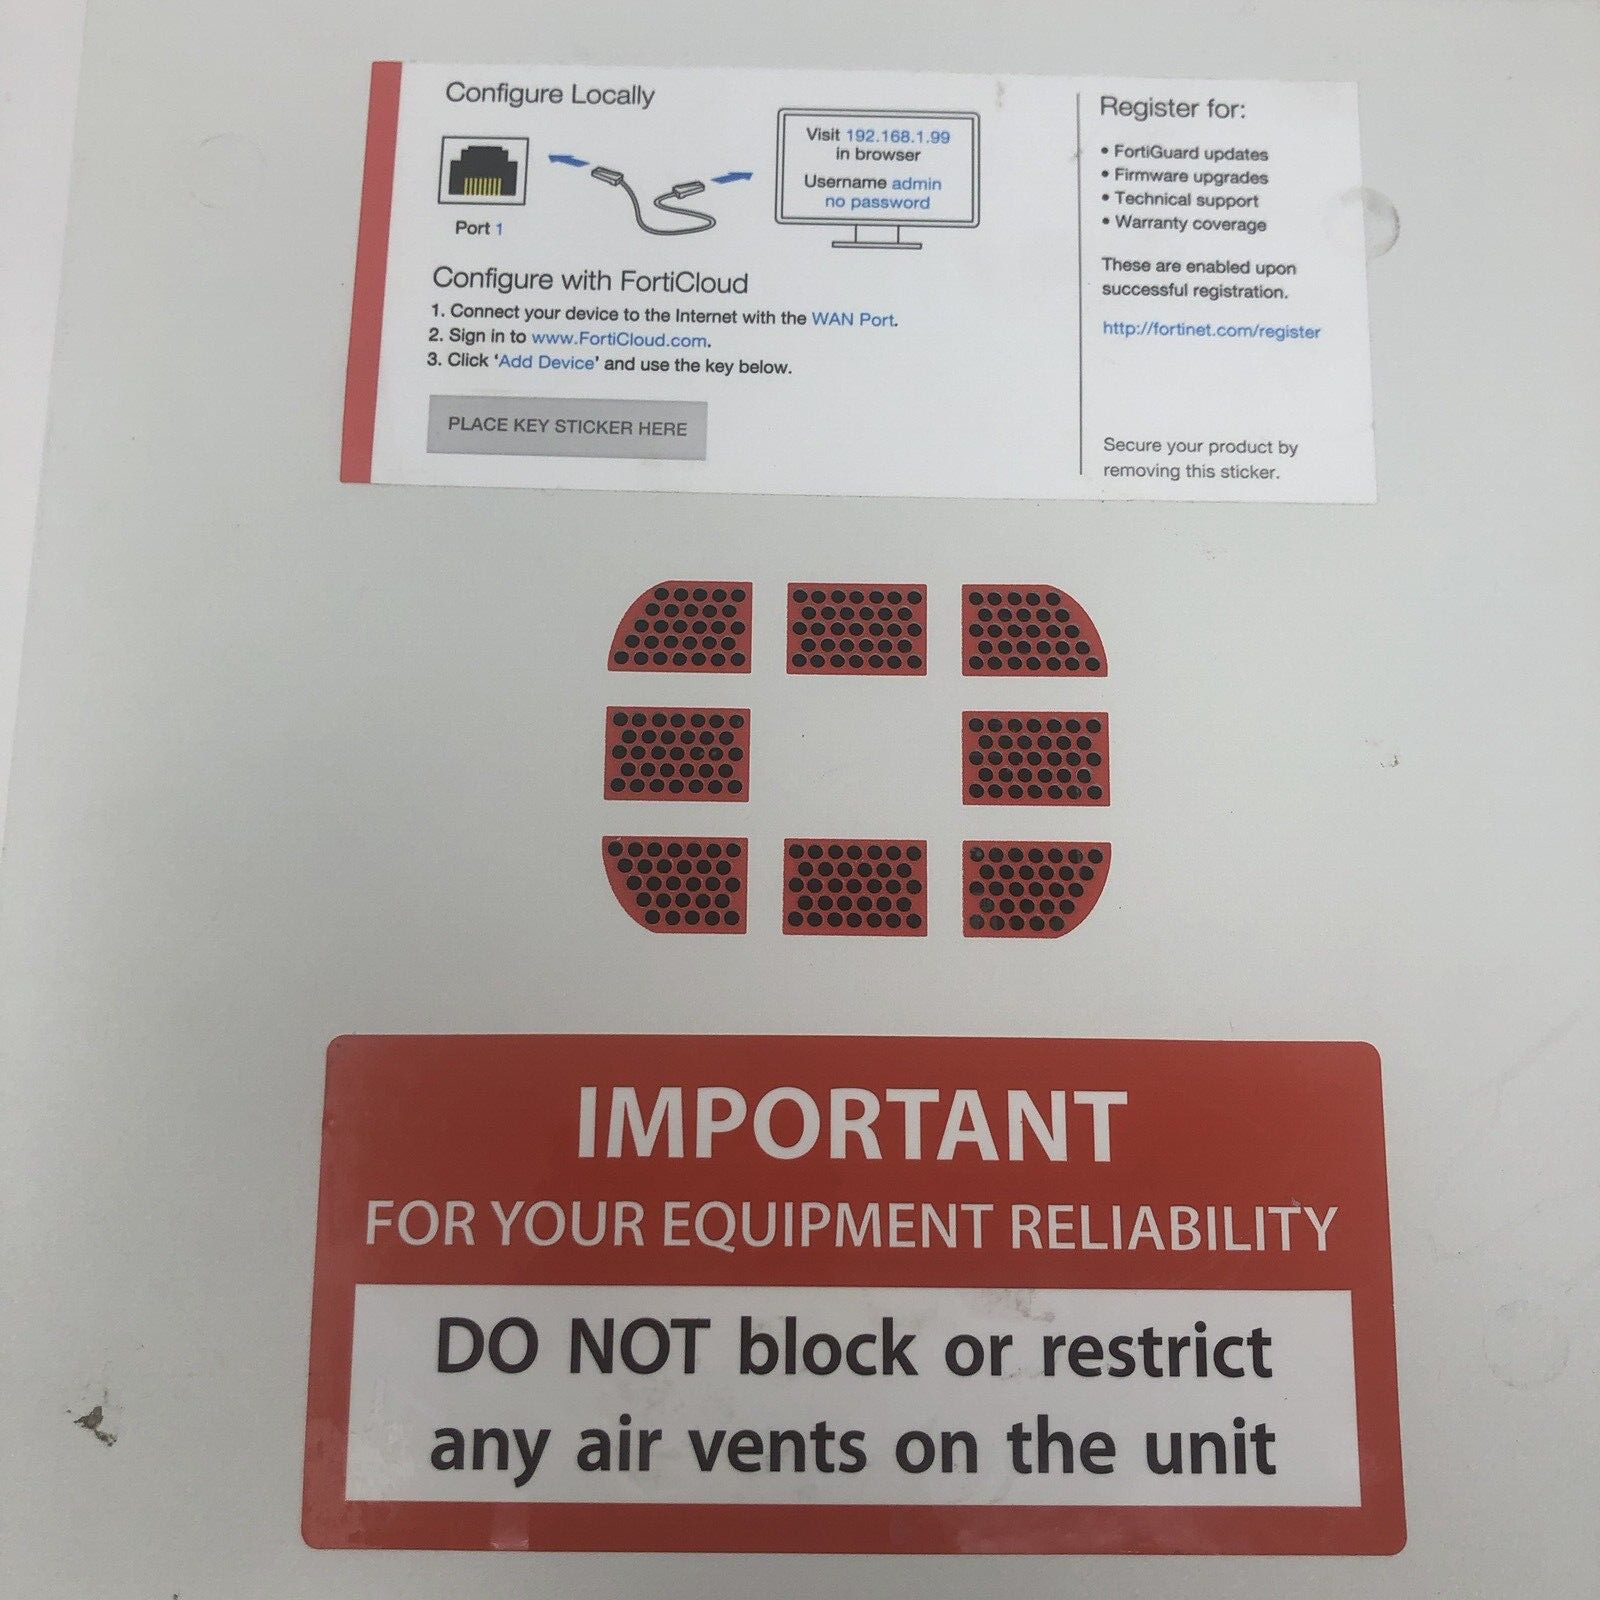 Configure Locally
Port 1
Visit 192.168.1.99
in browser
Username admin
no password
Configure with FortiCloud
1. Connect your device to the Internet with the WAN Port.
2. Sign in to www.FortiCloud.com.
3. Click ‘Add Device’ and use the key below.
PLACE KEY STICKER HERE
Register for:
• FortiGuard updates
• Firmware upgrades
• Technical support
• Warranty coverage
These are enabled upon
successful registration.
http://fortinet.com/register
Secure your product by
removing this sticker.
IMPORTANT
FOR YOUR EQUIPMENT RELIABILITY
DO NOT block or restrict
any air vents on the unit